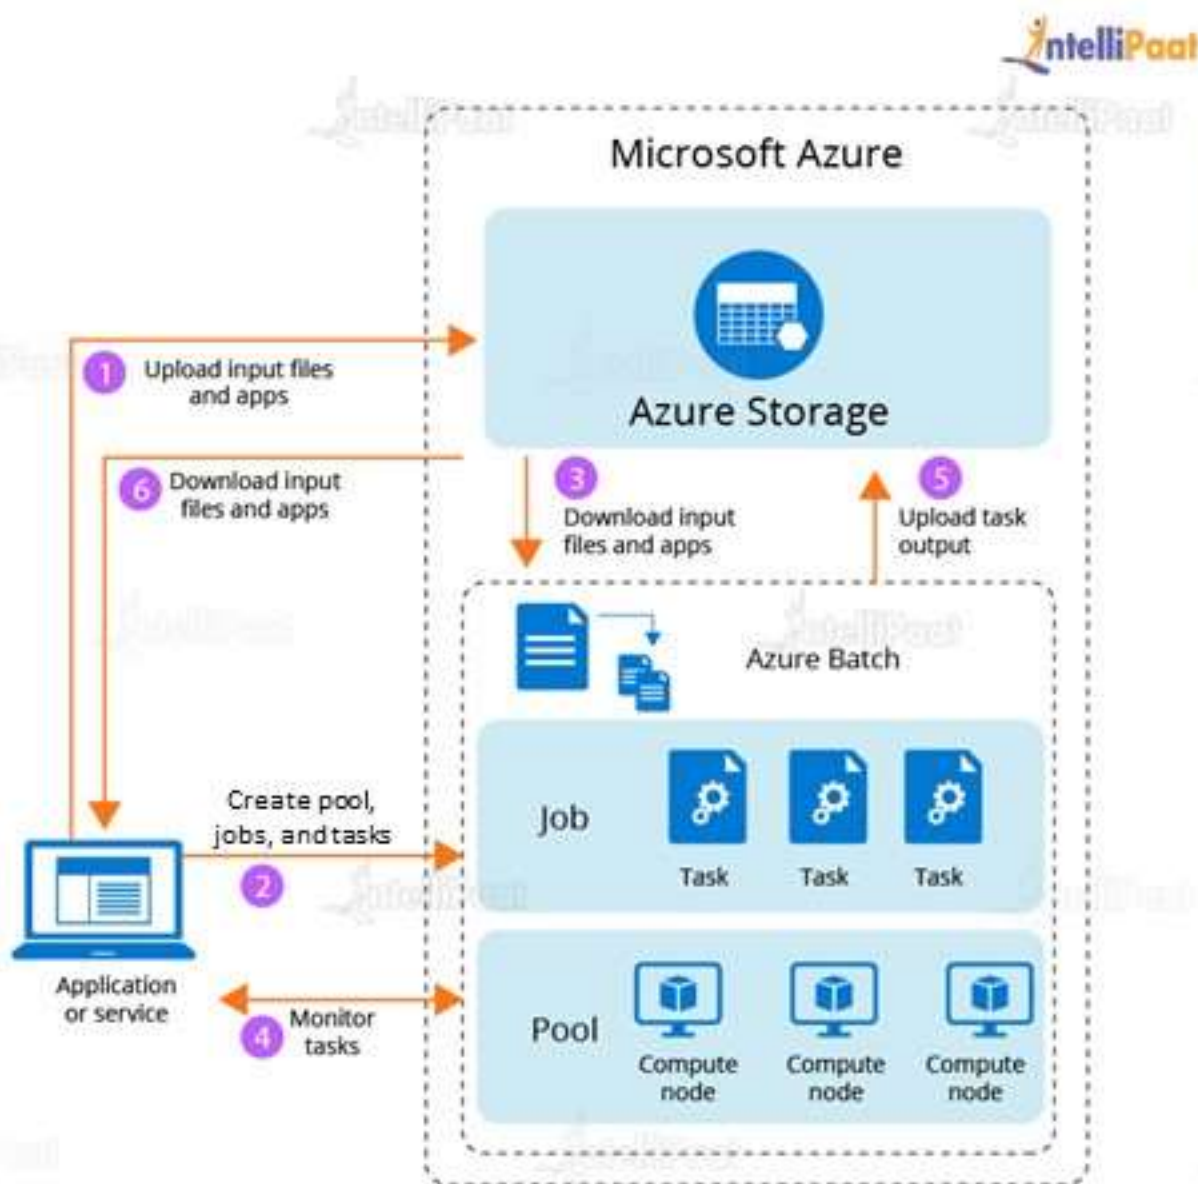 IntelliPaat
Microsoft Azure
Azure Storage
1
Upload input files
and apps
6
Download input
files and apps
3
Download input
files and apps
5
Upload task
output
Azure Batch
Create pool,
jobs, and tasks
2
Job
Task
Task
Task
Application
or service
4
Monitor
tasks
Pool
Compute
node
Compute
node
Compute
node